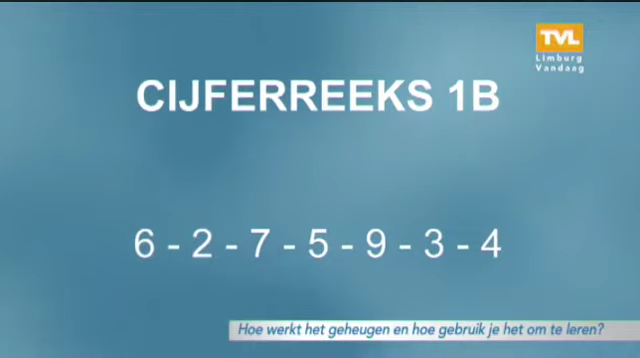 TVL
Limburg
Vandaag
CIJFERREEKS 1B
6 - 2 - 7 - 5 - 9 - 3 - 4
Hoe werkt het geheugen en hoe gebruik je het om te leren?